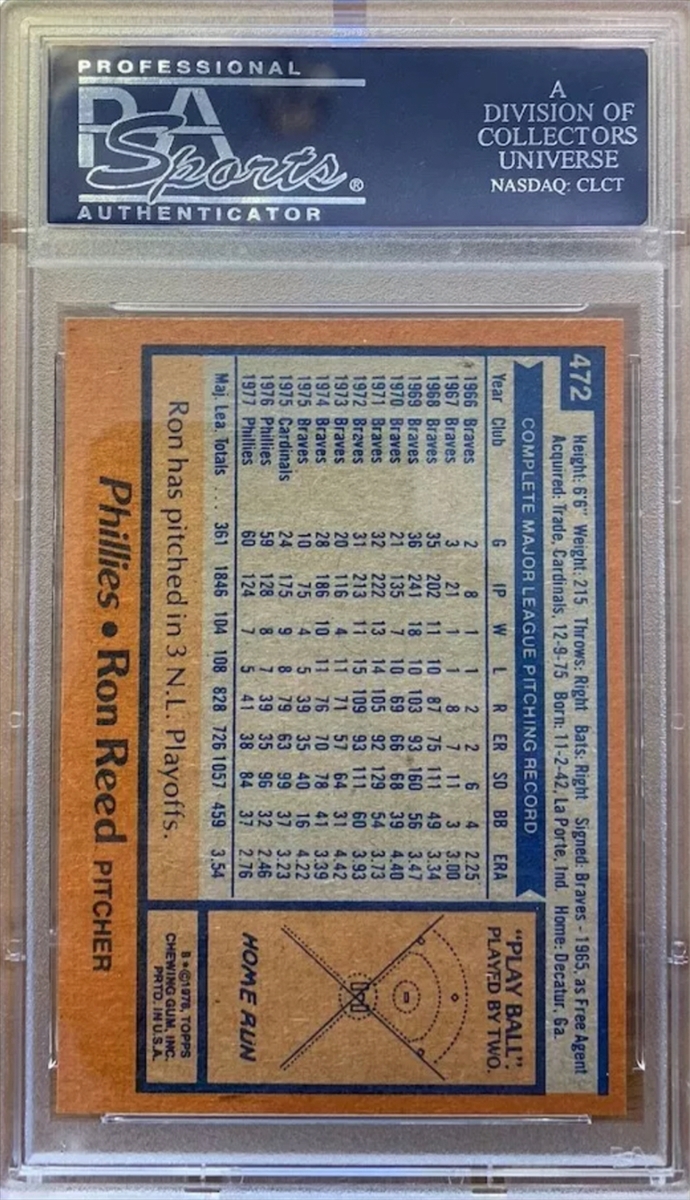 PROFESSIONAL
PSA
Sports®
AUTHENTICATOR
A
DIVISION OF
COLLECTORS
UNIVERSE
NASDAQ: CLCT
472
Height: 6'6" Weight: 215 Throws: Right Bats: Right Signed: Braves - 1965, as Free Agent
Acquired: Trade, Cardinals, 12-9-75 Born: 11-2-42, La Porte, Ind. Home: Decatur, Ga.
COMPLETE MAJOR LEAGUE PITCHING RECORD
Year Club G IP W L R ER SO BB ERA
1966 Braves 2 8 1 1 2 2 6 4 2.25
1967 Braves 3 21 1 1 8 7 11 3 3.00
1968 Braves 35 202 11 10 87 75 111 49 3.34
1969 Braves 36 241 18 10 103 93 160 56 3.47
1970 Braves 21 135 7 10 69 66 68 39 4.40
1971 Braves 32 222 13 14 105 92 129 54 3.73
1972 Braves 31 213 11 15 109 93 111 60 3.93
1973 Braves 20 116 4 11 71 57 64 31 4.42
1974 Braves 28 186 10 11 76 70 78 41 3.39
1975 Braves 10 75 4 5 39 35 40 16 4.22
1975 Cardinals 24 175 9 8 79 63 99 37 3.23
1976 Phillies 59 128 8 7 39 35 96 32 2.46
1977 Phillies 60 124 7 5 41 38 84 37 2.76
Maj. Lea. Totals .... 361 1846 104 108 828 726 1057 459 3.54
Ron has pitched in 3 N.L. Playoffs.
"PLAY BALL"
PLAYED BY TWO.
HOME RUN
Phillies • Ron Reed PITCHER
B • ©1978, TOPPS
CHEWING GUM, INC.
PRTD. IN U.S.A.